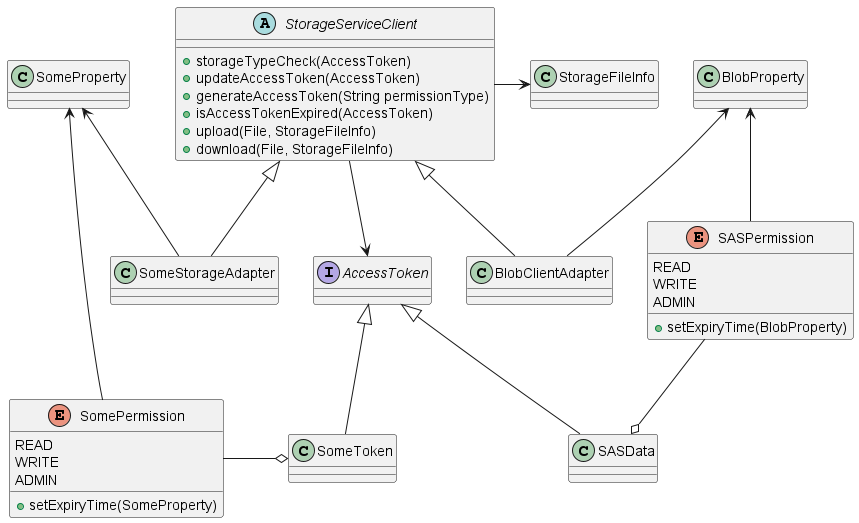 A StorageServiceClient
storageTypeCheck(AccessToken)
updateAccessToken(AccessToken)
generateAccessToken(String permissionType)
isAccessTokenExpired(AccessToken)
upload(File, StorageFileInfo)
download(File, StorageFileInfo)
C SomeProperty
C StorageFileInfo
C BlobProperty
C SomeStorageAdapter
I AccessToken
C BlobClientAdapter
E SASPermission
READ
WRITE
ADMIN
setExpiryTime(BlobProperty)
E SomePermission
READ
WRITE
ADMIN
setExpiryTime(SomeProperty)
C SomeToken
C SASData